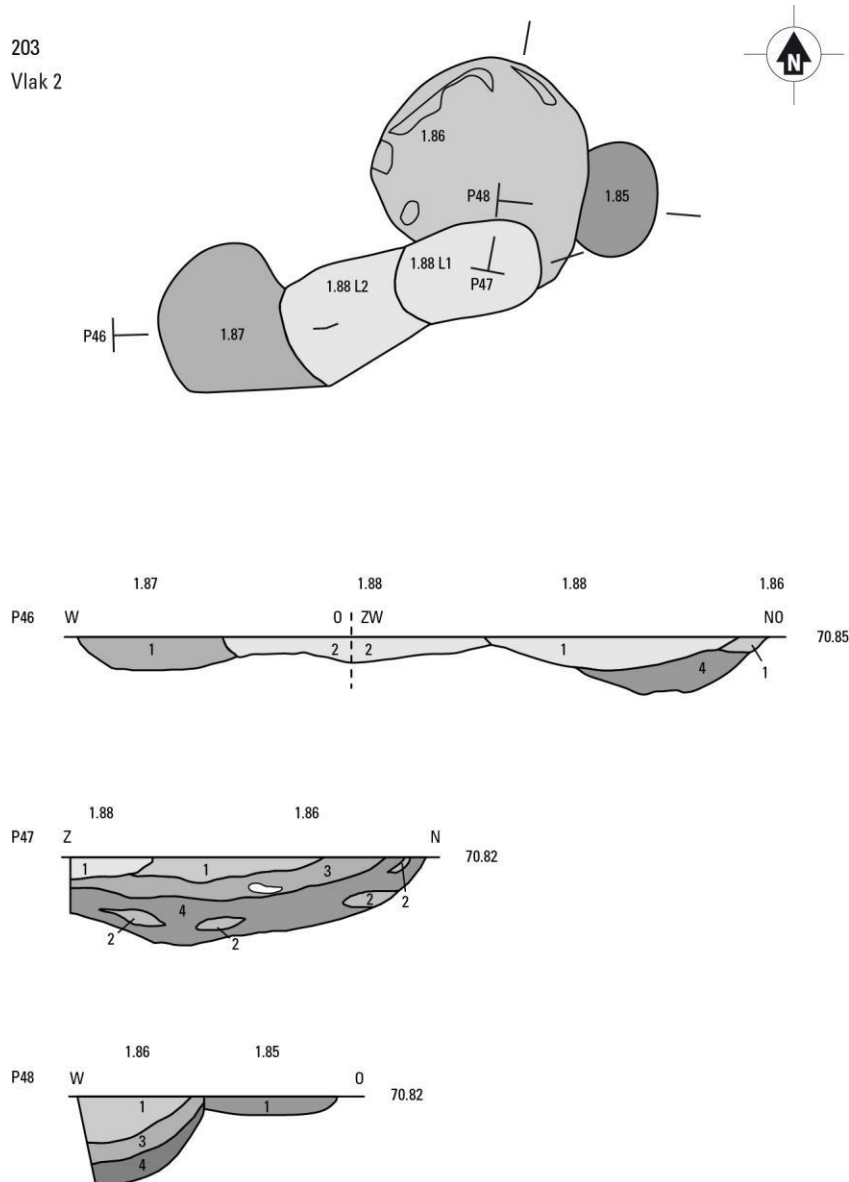 203
Vlak 2
N
1.86
P48
1.85
1.88 L1
1.88 L2
P47
P46
1.87
1.87 1.88 1.88 1.86
P46 W O ZW NO
70.85
1 2 2 1 4 1
1.88 1.86
P47 Z N
70.82
1 1 3
4 2 2
2 2
1.86 1.85
P48 W O
70.82
1 1
3
4